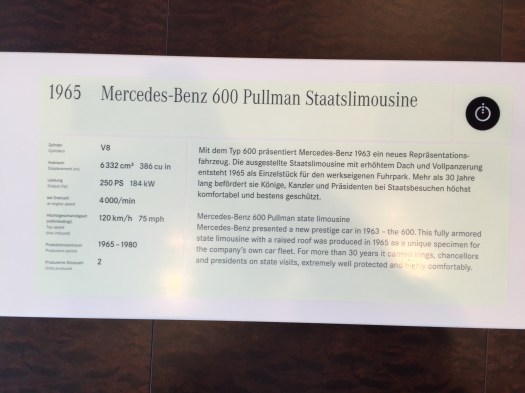 1965 Mercedes-Benz 600 Pullman Staatslimousine
Zylinder V8
Cylinders
Hubraum 6 332 cm³ 386 cu in
Displacement
Leistung 250 PS 184 kW
Output
bei Drehzahl 4 000/min
at engine speed
Höchstgeschwindigkeit 120 km/h 75 mph
Top speed
Produktionszeitraum 1965–1980
Production period
Produzierte Stückzahl 2
Units produced
Mit dem Typ 600 präsentiert Mercedes-Benz 1963 ein neues Repräsentations-
fahrzeug. Die ausgestellte Staatslimousine mit erhöhtem Dach und Vollpanzerung
entsteht 1965 als Einzelstück für den werkseigenen Fuhrpark. Mehr als 30 Jahre
lang befördert sie Könige, Kanzler und Präsidenten bei Staatsbesuchen höchst
komfortabel und bestens geschützt.
Mercedes-Benz 600 Pullman state limousine
Mercedes-Benz presented a new prestige car in 1963 – the 600. This fully armored
state limousine with a raised roof was produced in 1965 as a unique specimen for
the company's own car fleet. For more than 30 years it carried kings, chancellors
and presidents on state visits, extremely well protected and highly comfortably.